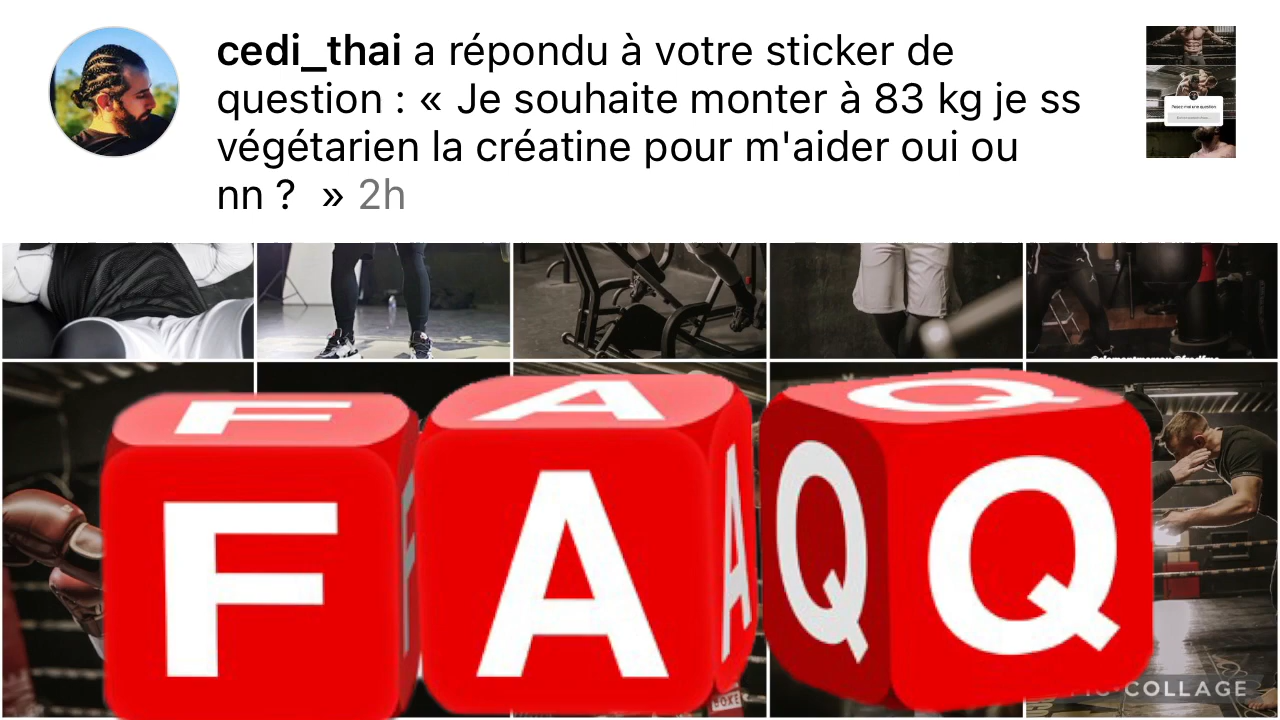 cedi_thai a répondu à votre sticker de
question : « Je souhaite monter à 83 kg je ss
végétarien la créatine pour m'aider oui ou
nn ? » 2h
F A Q
F A A Q Q
COLLAGE